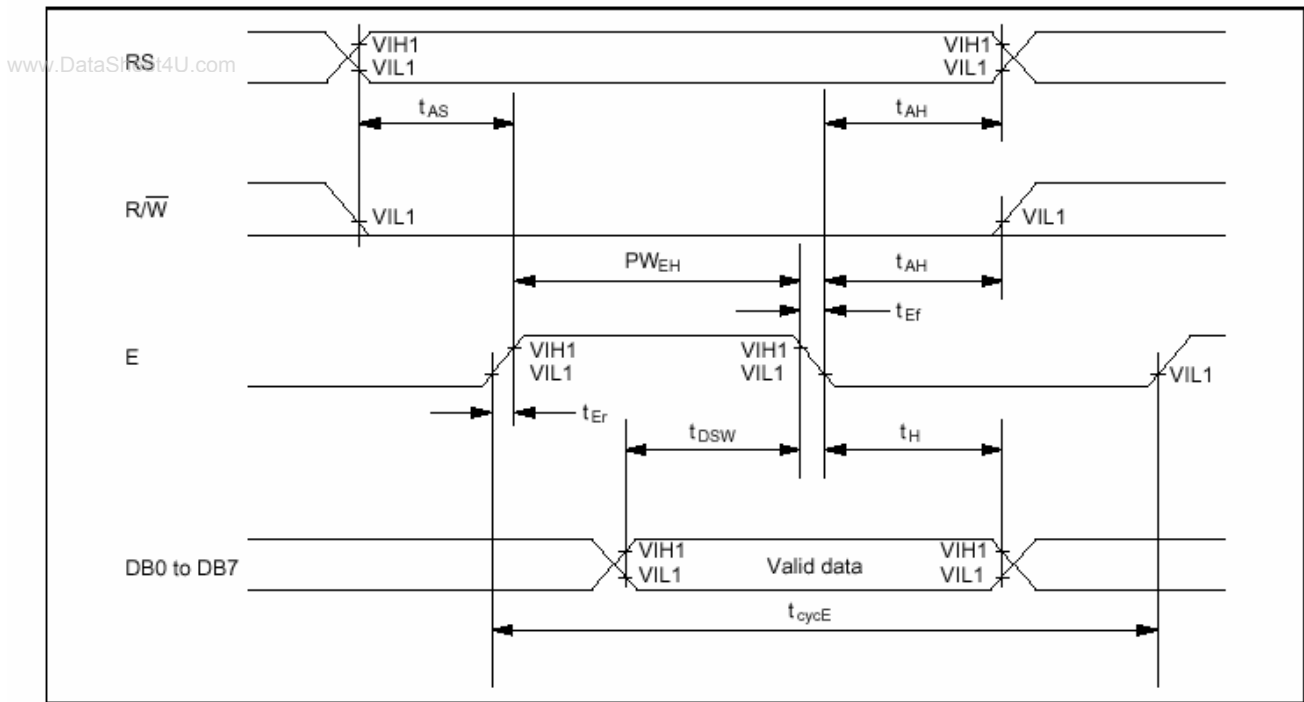 RS
VIH1
VIL1
VIH1
VIL1
www.DataSheet4U.com
tAS
tAH
R/W̅
VIL1
VIL1
PWEH
tAH
tEf
E
VIH1
VIL1
VIH1
VIL1
VIL1
tEr
tDSW
tH
DB0 to DB7
VIH1
VIL1
Valid data
VIH1
VIL1
tcycE